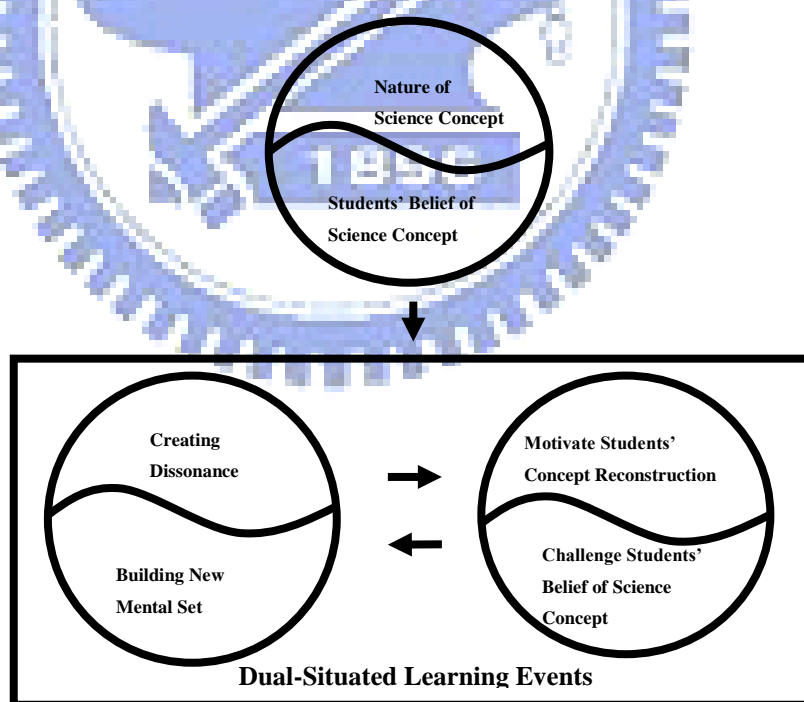 Nature of
Science Concept
1896
Students' Belief of
Science Concept
Creating
Dissonance
Building New
Mental Set
Motivate Students'
Concept Reconstruction
Challenge Students'
Belief of Science
Concept
Dual-Situated Learning Events